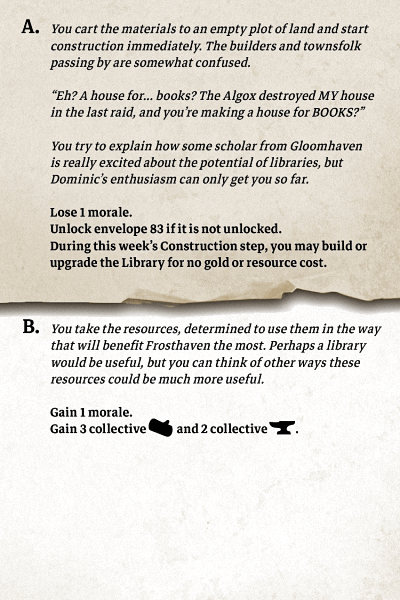 A. You cart the materials to an empty plot of land and start
construction immediately. The builders and townsfolk
passing by are somewhat confused.
“Eh? A house for... books? The Algox destroyed MY house
in the last raid, and you’re making a house for BOOKS?”
You try to explain how some scholar from Gloomhaven
is really excited about the potential of libraries, but
Dominic’s enthusiasm can only get you so far.
Lose 1 morale.
Unlock envelope 83 if it is not unlocked.
During this week’s Construction step, you may build or
upgrade the Library for no gold or resource cost.
B. You take the resources, determined to use them in the way
that will benefit Frosthaven the most. Perhaps a library
would be useful, but you can think of other ways these
resources could be much more useful.
Gain 1 morale.
Gain 3 collective and 2 collective .